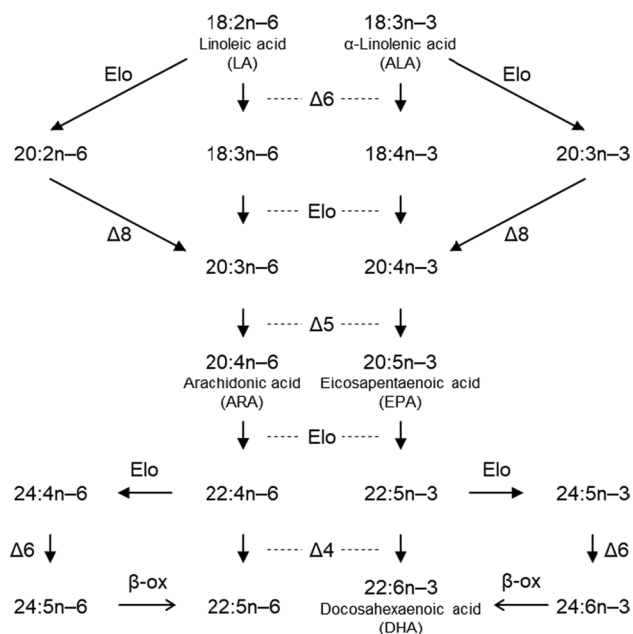 18:2n–6 18:3n–3
Linoleic acid α-Linolenic acid
(LA) (ALA)
Elo Δ6 Elo
20:2n–6 18:3n–6 18:4n–3 20:3n–3
Elo
Δ8 Δ8
20:3n–6 20:4n–3
Δ5
20:4n–6 20:5n–3
Arachidonic acid Eicosapentaenoic acid
(ARA) (EPA)
Elo
Elo Elo
24:4n–6 22:4n–6 22:5n–3 24:5n–3
Δ6 Δ4 Δ6
β-ox β-ox
22:6n–3
24:5n–6 22:5n–6 Docosahexaenoic acid 24:6n–3
(DHA)